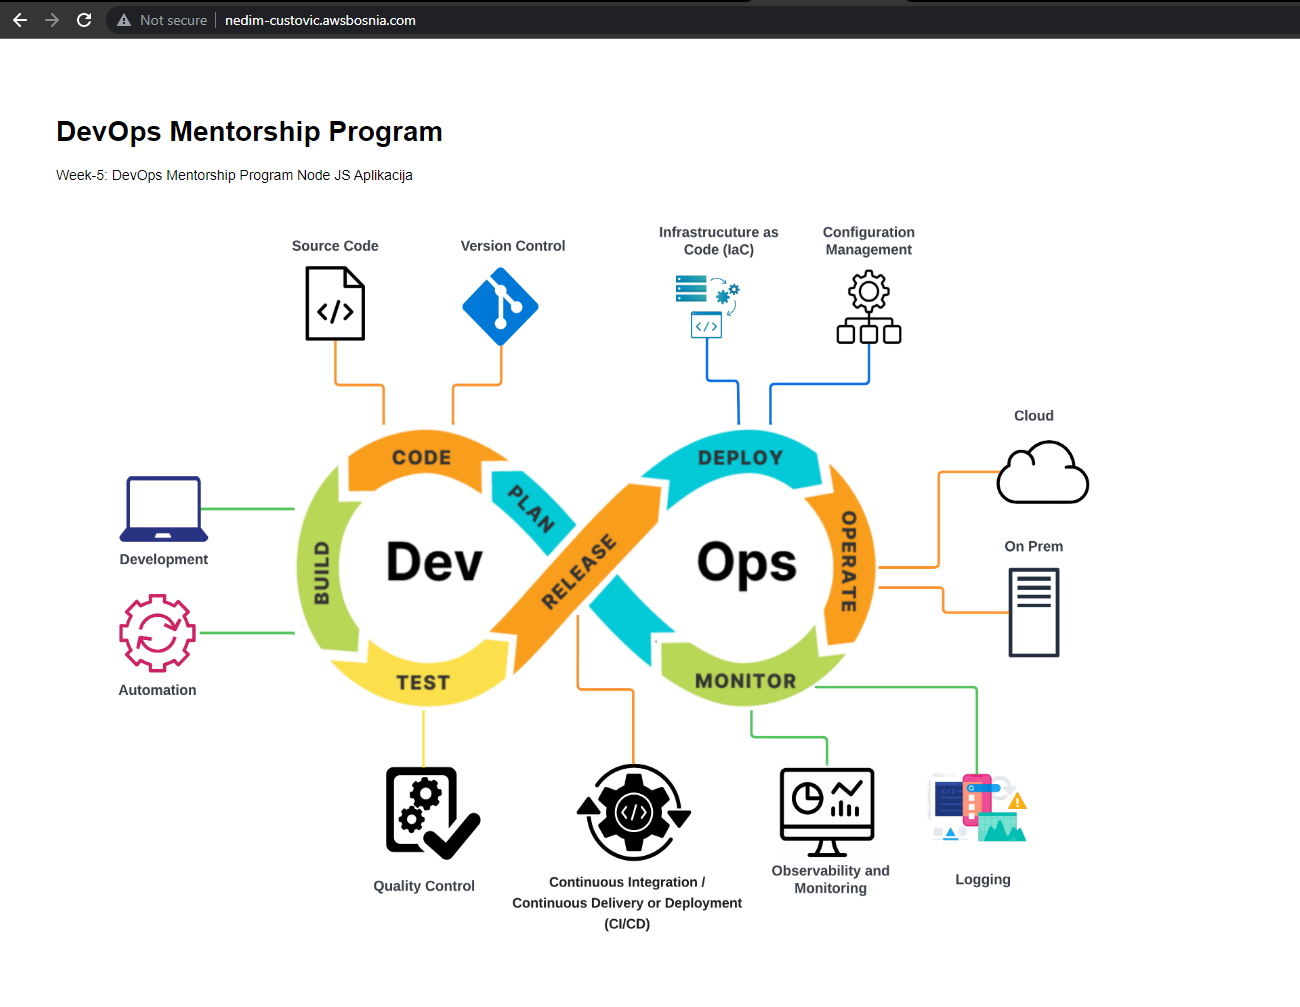 Not secure
nedim-custovic.awsbosnia.com
DevOps Mentorship Program
Week-5: DevOps Mentorship Program Node JS Aplikacija
Source Code
Version Control
Infrastrucuture as
Code (IaC)
Configuration
Management
</>
</>
Cloud
CODE
DEPLOY
PLAN
Development
BUILD
Dev
RELEASE
Ops
OPERATE
On Prem
Automation
TEST
MONITOR
</>
Quality Control
Continuous Integration /
Continuous Delivery or Deployment
(CI/CD)
Observability and
Monitoring
Logging